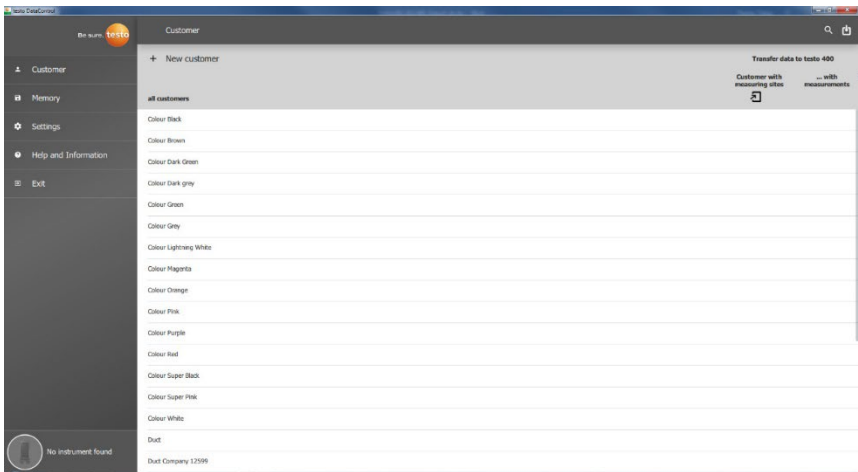 testo DataControl
Be sure. testo
Customer
Customer
Memory
Settings
Help and Information
Exit
No instrument found
+ New customer
Transfer data to testo 400
Customer with
measuring sites
... with
measurements
all customers
Colour Black
Colour Brown
Colour Dark Green
Colour Dark grey
Colour Green
Colour Grey
Colour Lightning White
Colour Magenta
Colour Orange
Colour Pink
Colour Purple
Colour Red
Colour Super Black
Colour Super Pink
Colour White
Duct
Duct Company 12599